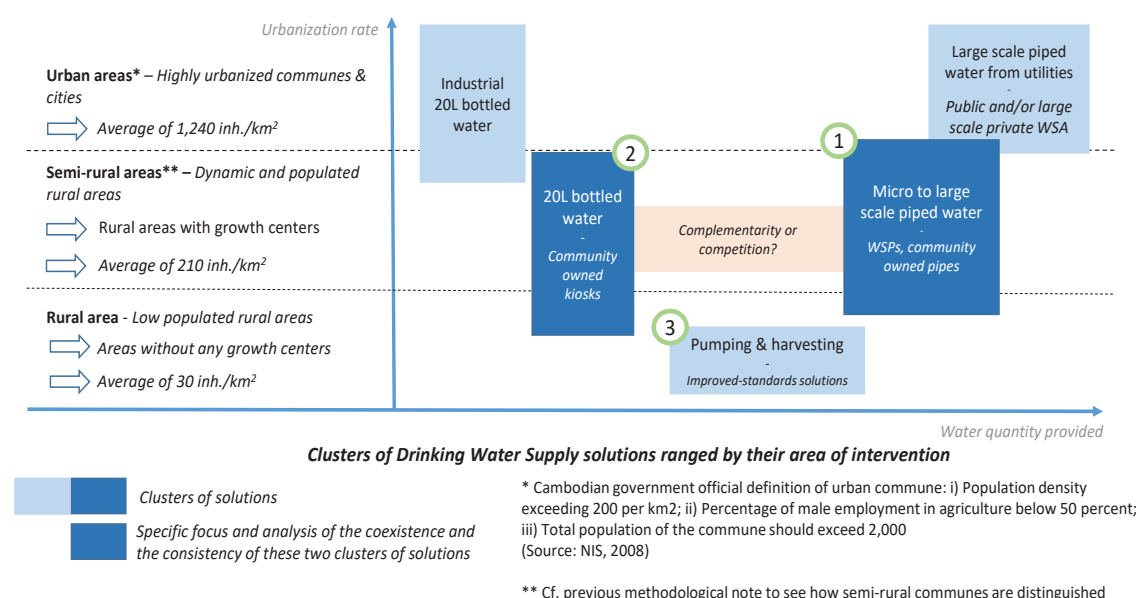 Urbanization rate
Urban areas* – Highly urbanized communes &
cities
Average of 1,240 inh./km2
Semi-rural areas** – Dynamic and populated
rural areas
Rural areas with growth centers
Average of 210 inh./km2
Rural area - Low populated rural areas
Areas without any growth centers
Average of 30 inh./km2
Industrial
20L bottled
water
2
20L bottled
water
-
Community
owned
kiosks
Complementarity or
competition?
Large scale piped
water from utilities
-
Public and/or large
scale private WSA
1
Micro to large
scale piped water
-
WSPs, community
owned pipes
3
Pumping & harvesting
-
Improved-standards solutions
Water quantity provided
Clusters of Drinking Water Supply solutions ranged by their area of intervention
Clusters of solutions
Specific focus and analysis of the coexistence and
the consistency of these two clusters of solutions
* Cambodian government official definition of urban commune: i) Population density
exceeding 200 per km2; ii) Percentage of male employment in agriculture below 50 percent;
iii) Total population of the commune should exceed 2,000
(Source: NIS, 2008)
** Cf. previous methodological note to see how semi-rural communes are distinguished